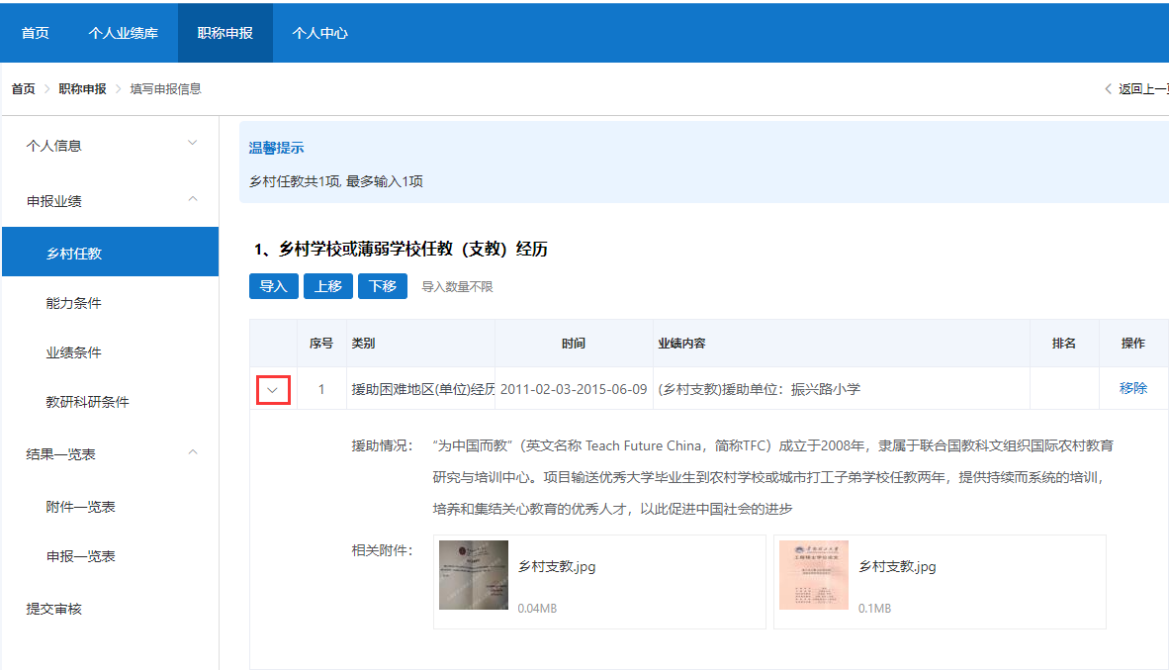 首页 个人业绩库 职称申报 个人中心
首页 > 职称申报 > 填写申报信息
< 返回上一
个人信息
申报业绩
乡村任教
能力条件
业绩条件
教研科研条件
结果一览表
附件一览表
申报一览表
提交审核
温馨提示
乡村任教共1项, 最多输入1项
1、乡村学校或薄弱学校任教（支教）经历
导入 上移 下移 导入数量不限
序号 类别 时间 业绩内容 排名 操作
1 援助困难地区(单位)经历 2011-02-03-2015-06-09 (乡村支教)援助单位：振兴路小学 移除
援助情况： “为中国而教”（英文名称 Teach Future China，简称TFC）成立于2008年，隶属于联合国教科文组织国际农村教育
研究与培训中心。项目输送优秀大学毕业生到农村学校或城市打工子弟学校任教两年，提供持续而系统的培训，
培养和集结关心教育的优秀人才，以此促进中国社会的进步
相关附件：
乡村支教.jpg
0.04MB
乡村支教.jpg
0.1MB